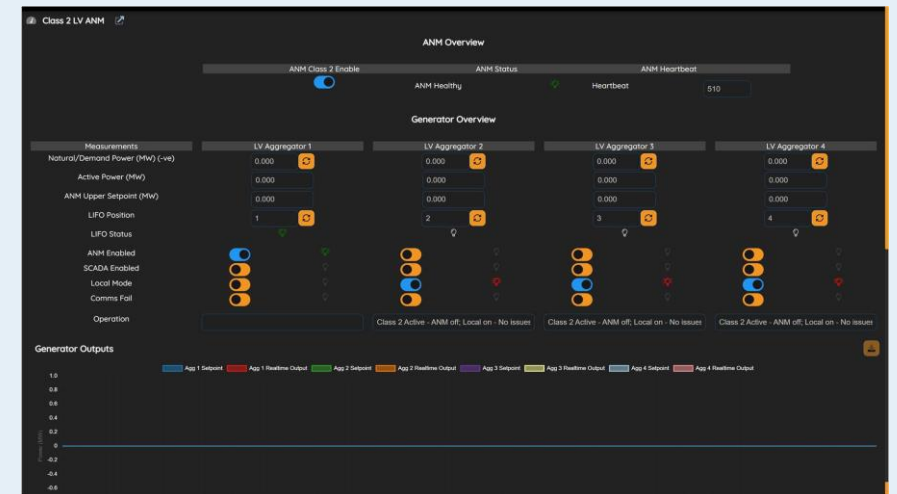 Class 2 LV ANM
ANM Overview
ANM Class 2 Enable ANM Status ANM Heartbeat
ANM Healthy Heartbeat 510
Generator Overview
Measurements LV Aggregator 1 LV Aggregator 2 LV Aggregator 3 LV Aggregator 4
Natural/Demand Power (MW) (-ve) 0.000 0.000 0.000 0.000
Active Power (MW) 0.000 0.000 0.000 0.000
ANM Upper Setpoint (MW) 0.000 0.000 0.000 0.000
LIFO Position 1 2 3 4
LIFO Status
ANM Enabled
SCADA Enabled
Local Mode
Comms Fail
Operation Class 2 Active - ANM off; Local on - No issues Class 2 Active - ANM off; Local on - No issues Class 2 Active - ANM off; Local on - No issues
Generator Outputs
Agg 1 Setpoint Agg 1 Realtime Output Agg 2 Setpoint Agg 2 Realtime Output Agg 3 Setpoint Agg 3 Realtime Output Agg 4 Setpoint Agg 4 Realtime Output
1.0
0.8
0.6
0.4
0.2
0
-0.2
-0.4
-0.6
Power (MW)